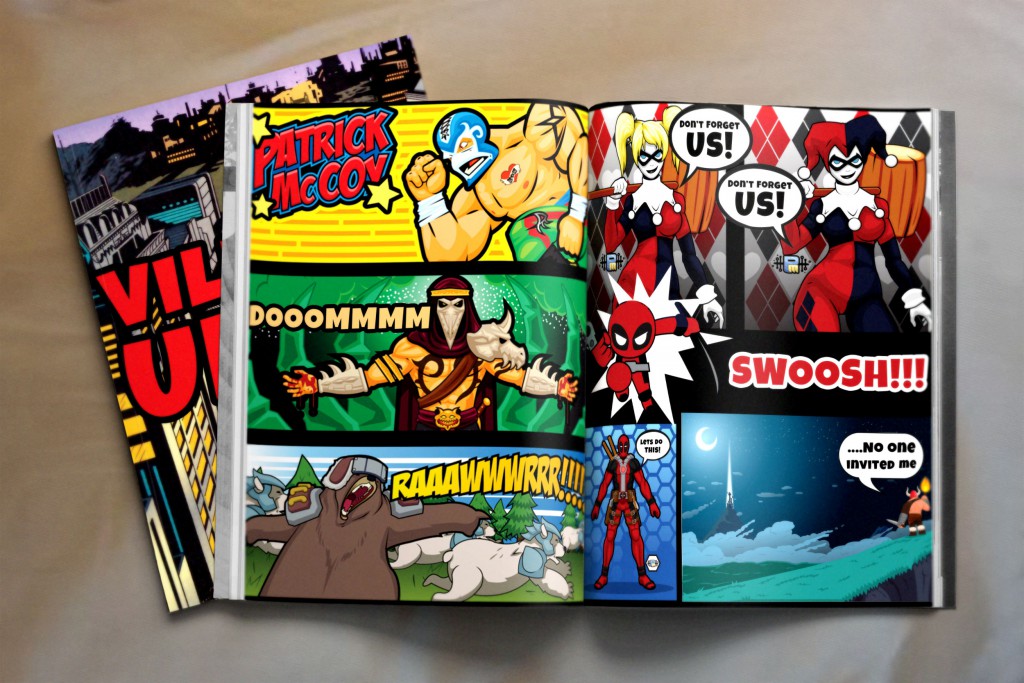 PATRICK
McCOY
DOOOMMMM
RAAAWWWRRR!!!!
DON'T FORGET
US!
DON'T FORGET
US!
SWOOSH!!!
LETS DO
THIS!
....NO ONE
INVITED ME
VIL
U